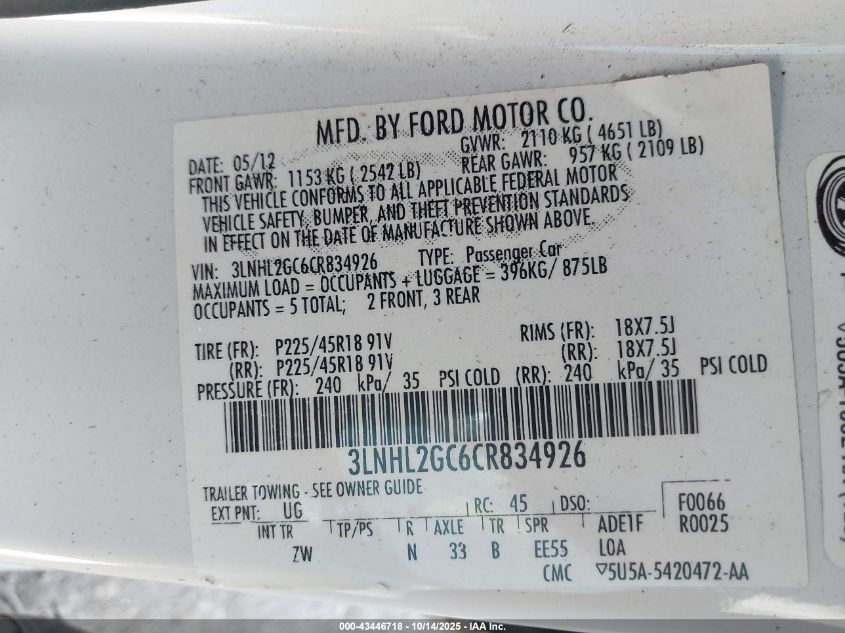 MFD. BY FORD MOTOR CO.
DATE: 05/12 GVWR: 2110 KG ( 4651 LB)
FRONT GAWR: 1153 KG ( 2542 LB) REAR GAWR: 957 KG ( 2109 LB)
THIS VEHICLE CONFORMS TO ALL APPLICABLE FEDERAL MOTOR
VEHICLE SAFETY, BUMPER, AND THEFT PREVENTION STANDARDS
IN EFFECT ON THE DATE OF MANUFACTURE SHOWN ABOVE.
VIN: 3LNHL2GC6CR834926 TYPE: Passenger Car
MAXIMUM LOAD = OCCUPANTS + LUGGAGE = 396KG/ 875LB
OCCUPANTS = 5 TOTAL; 2 FRONT, 3 REAR
TIRE (FR): P225/45R18 91V RIMS (FR): 18X7.5J
(RR): P225/45R18 91V (RR): 18X7.5J
PRESSURE (FR): 240 kPa/ 35 PSI COLD (RR): 240 kPa/ 35 PSI COLD
3LNHL2GC6CR834926
TRAILER TOWING - SEE OWNER GUIDE
EXT PNT: UG RC: 45 DSO: F0066
INT TR TP/PS R AXLE TR SPR ADE1F R0025
ZW N 33 B EE55 LOA
CMC ▽5U5A-5420472-AA
000-43446718 - 10/14/2025 - IAA Inc.